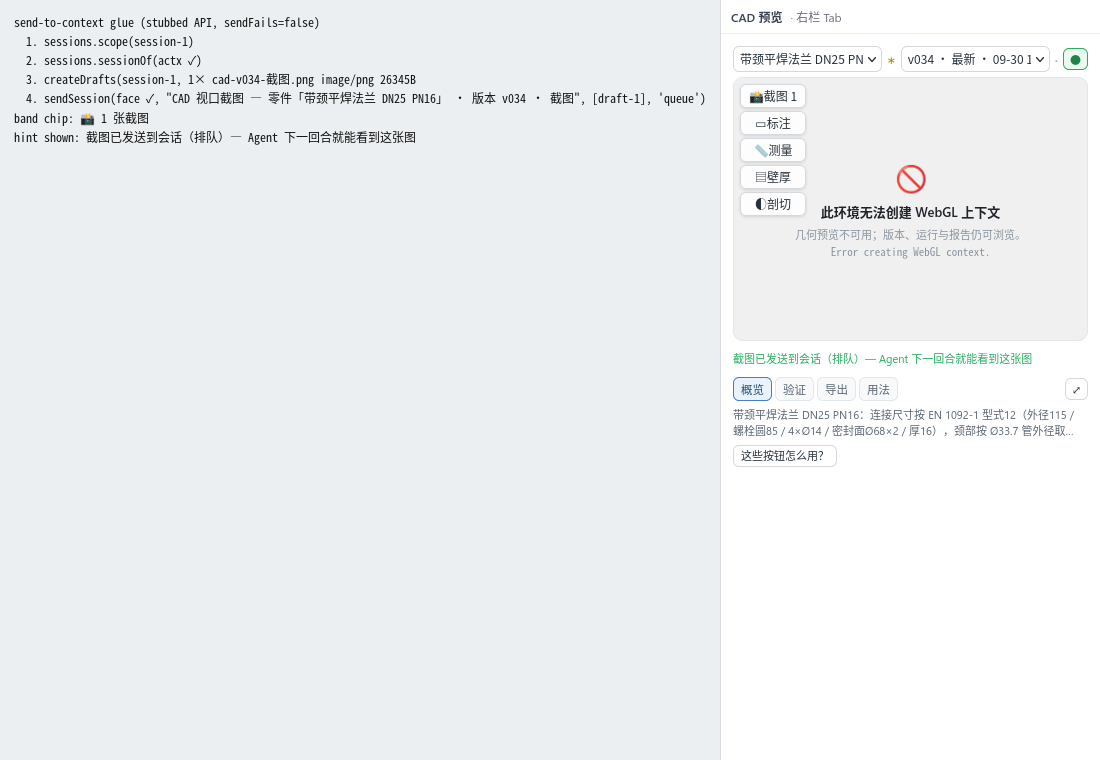 send-to-context glue (stubbed API, sendFails=false)
1. sessions.scope(session-1)
2. sessions.sessionOf(actx ✓)
3. createDrafts(session-1, 1× cad-v034-截图.png image/png 26345B
4. sendSession(face ✓, "CAD 视口截图 — 零件「带颈平焊法兰 DN25 PN16」 · 版本 v034 · 截图", [draft-1], 'queue')
band chip: 📸 1 张截图
hint shown: 截图已发送到会话（排队）— Agent 下一回合就能看到这张图
CAD 预览 · 右栏 Tab
带颈平焊法兰 DN25 PN * v034 · 最新 · 09-30 1 ·
📸截图 1
▭标注
📏测量
▤壁厚
◐剖切
此环境无法创建 WebGL 上下文
几何预览不可用；版本、运行与报告仍可浏览。
Error creating WebGL context.
截图已发送到会话（排队）— Agent 下一回合就能看到这张图
概览 验证 导出 用法 ⤢
带颈平焊法兰 DN25 PN16：连接尺寸按 EN 1092-1 型式12（外径115 /
螺栓圆85 / 4×Ø14 / 密封面Ø68×2 / 厚16），颈部按 Ø33.7 管外径取...
这些按钮怎么用？